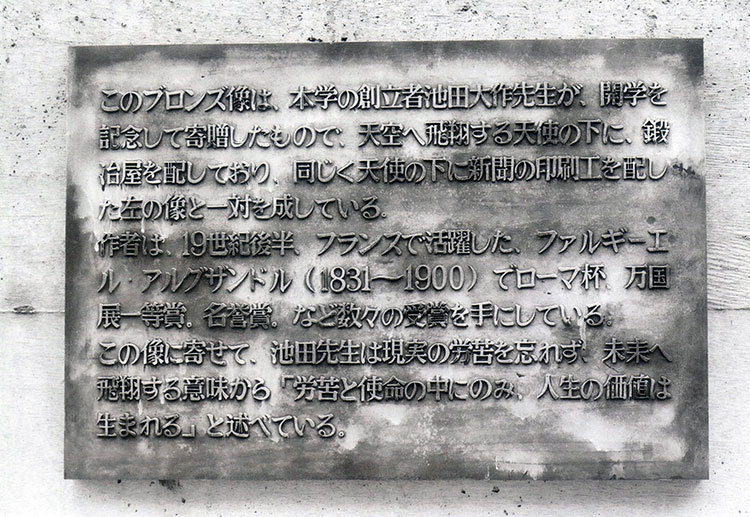 このブロンズ像は、本学の創立者池田大作先生が、開学を
記念して寄贈したもので、天空へ飛翔する天使の下に、鍛
冶屋を配しており、同じく天使の下に新聞の印刷工を配し
た左の像と一対を成している。
作者は、19世紀後半、フランスで活躍した、ファルギーエ
ル・アルグサンドル（1831〜1900）でローマ杯、万国
展一等賞。名誉賞。など数々の受賞を手にしている。
この像に寄せて、池田先生は現実の労苦を忘れず、未来へ
飛翔する意味から「労苦と使命の中にのみ、人生の価値は
生まれる」と述べている。